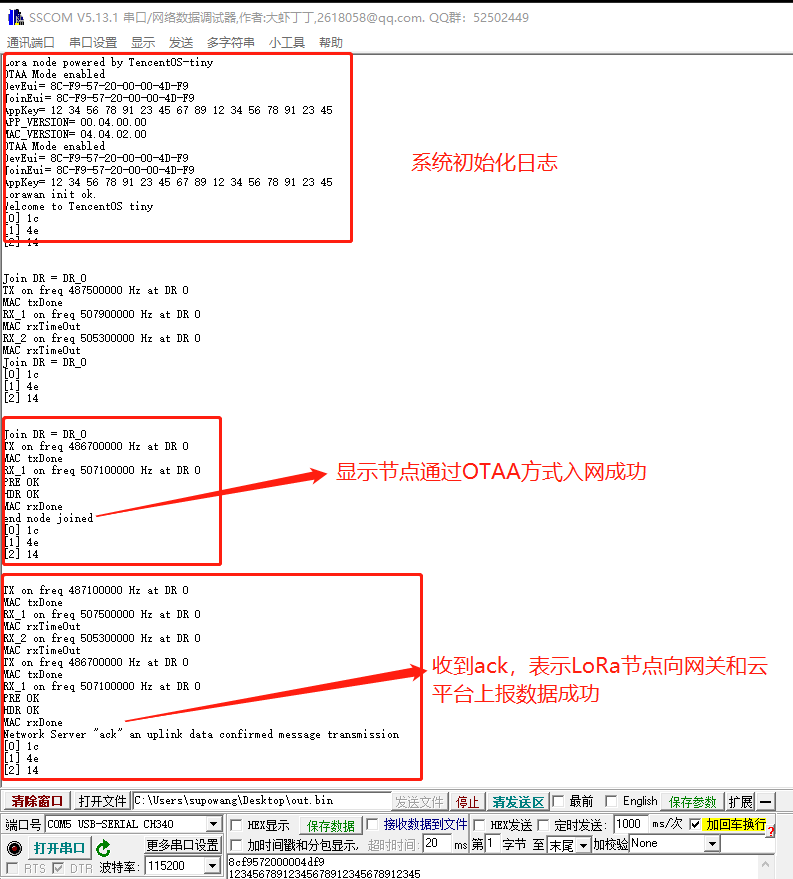 SSCOM V5.13.1 串口/网络数据调试器,作者:大虾丁丁,2618058@qq.com. QQ群: 52502449
通讯端口 串口设置 显示 发送 多字符串 小工具 帮助
Lora node powered by TencentOS-tiny
OTAA Mode enabled
DevEui= 8C-F9-57-20-00-00-4D-F9
JoinEui= 8C-F9-57-20-00-00-4D-F9
AppKey= 12 34 56 78 91 23 45 67 89 12 34 56 78 91 23 45
APP_VERSION= 00.04.00.00
MAC_VERSION= 04.04.02.00
OTAA Mode enabled
DevEui= 8C-F9-57-20-00-00-4D-F9
JoinEui= 8C-F9-57-20-00-00-4D-F9
AppKey= 12 34 56 78 91 23 45 67 89 12 34 56 78 91 23 45
Lorawan init ok.
Welcome to TencentOS tiny
[0] 1c
[1] 4e
[2] 14
系统初始化日志
Join DR = DR_0
TX on freq 487500000 Hz at DR 0
MAC txDone
RX_1 on freq 507900000 Hz at DR 0
MAC rxTimeOut
RX_2 on freq 505300000 Hz at DR 0
MAC rxTimeOut
Join DR = DR_0
[0] 1c
[1] 4e
[2] 14
Join DR = DR_0
TX on freq 486700000 Hz at DR 0
MAC txDone
RX_1 on freq 507100000 Hz at DR 0
PRE OK
HDR OK
MAC rxDone
end node joined
[0] 1c
[1] 4e
[2] 14
显示节点通过OTAA方式入网成功
TX on freq 487100000 Hz at DR 0
MAC txDone
RX_1 on freq 507500000 Hz at DR 0
MAC rxTimeOut
RX_2 on freq 505300000 Hz at DR 0
MAC rxTimeOut
TX on freq 486700000 Hz at DR 0
MAC txDone
RX_1 on freq 507100000 Hz at DR 0
PRE OK
HDR OK
MAC rxDone
Network Server "ack" an uplink data confirmed message transmission
[0] 1c
[1] 4e
[2] 14
收到ack，表示LoRa节点向网关和云
平台上报数据成功
清除窗口 打开文件 C:\Users\supowang\Desktop\out.bin 发送文件 停止 清发送区 最前 English 保存参数 扩展 —
端口号 COM5 USB-SERIAL CH340 HEX显示 保存数据 接收数据到文件 HEX发送 定时发送: 1000 ms/次 加回车换行
打开串口 更多串口设置 加时间戳和分包显示, 超时时间: 20 ms 第1 字节 至 末尾 加校验 None
RTS DTR 波特率: 115200
8cf9572000004df9
12345678912345678912345678912345